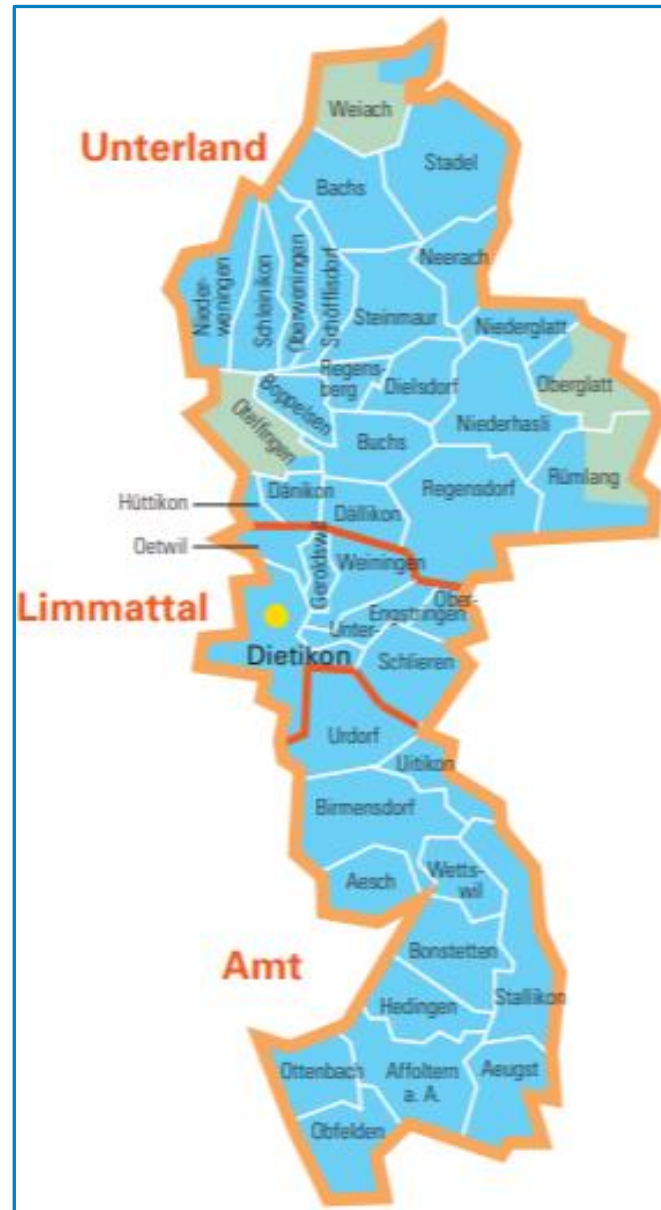 Weiach
Unterland
Stadel
Bachs
Neerach
Nieder-
weningen
Schleinikon
Oberweningen
Schöfflisdorf
Steinmaur
Niederglatt
Regens-
berg
Dielsdorf
Oberglatt
Boppelsen
Otelfingen
Niederhasli
Buchs
Rümlang
Dänikon
Regensdorf
Hüttikon
Dällikon
Oetwil
Geroldswil
Weiningen
Limmattal
Ober-
Engstringen
Unter-
Dietikon
Schlieren
Urdorf
Uitikon
Birmensdorf
Aesch
Wetts-
wil
Amt
Bonstetten
Stallikon
Hedingen
Ottenbach
Affoltern
a. A.
Aeugst
Obfelden